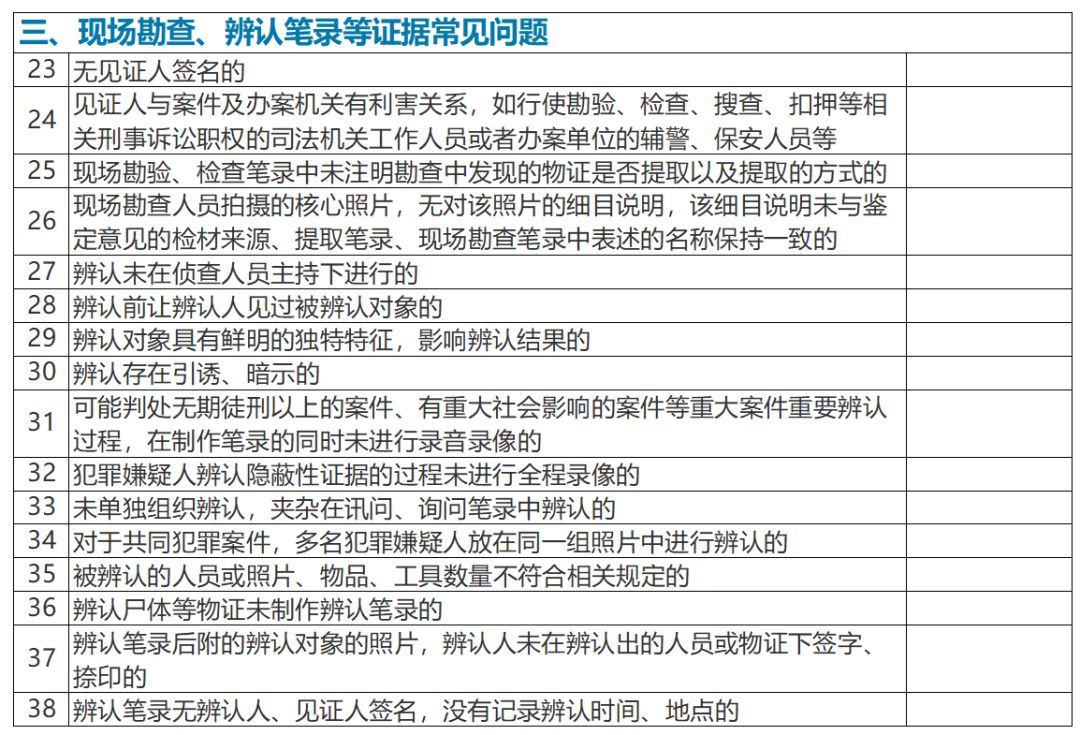 三、现场勘查、辨认笔录等证据常见问题
23 无见证人签名的
24 见证人与案件及办案机关有利害关系，如行使勘验、检查、搜查、扣押等相
关刑事诉讼职权的司法机关工作人员或者办案单位的辅警、保安人员等
25 现场勘验、检查笔录中未注明勘查中发现的物证是否提取以及提取的方式的
26 现场勘查人员拍摄的核心照片，无对该照片的细目说明，该细目说明未与鉴
定意见的检材来源、提取笔录、现场勘查笔录中表述的名称保持一致的
27 辨认未在侦查人员主持下进行的
28 辨认前让辨认人见过被辨认对象的
29 辨认对象具有鲜明的独特特征，影响辨认结果的
30 辨认存在引诱、暗示的
31 可能判处无期徒刑以上的案件、有重大社会影响的案件等重大案件重要辨认
过程，在制作笔录的同时未进行录音录像的
32 犯罪嫌疑人辨认隐蔽性证据的过程未进行全程录像的
33 未单独组织辨认，夹杂在讯问、询问笔录中辨认的
34 对于共同犯罪案件，多名犯罪嫌疑人放在同一组照片中进行辨认的
35 被辨认的人员或照片、物品、工具数量不符合相关规定的
36 辨认尸体等物证未制作辨认笔录的
37 辨认笔录后附的辨认对象的照片，辨认人未在辨认出的人员或物证下签字、
捺印的
38 辨认笔录无辨认人、见证人签名，没有记录辨认时间、地点的